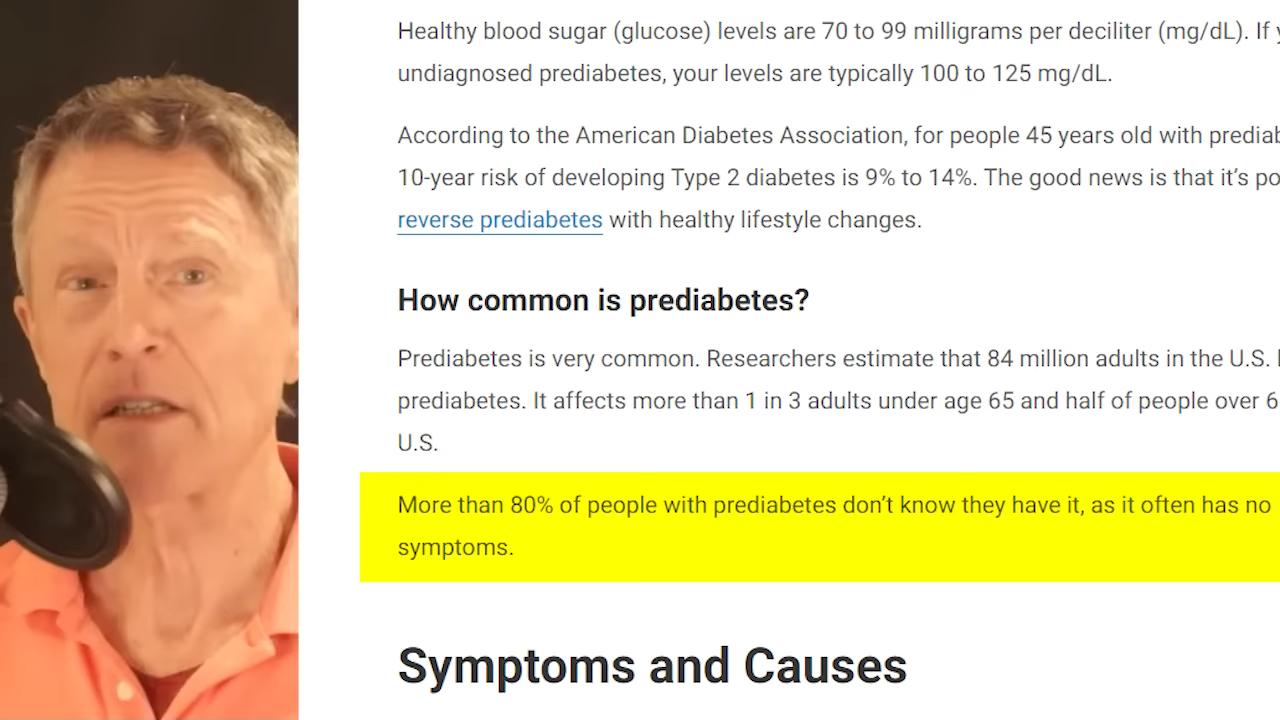 Healthy blood sugar (glucose) levels are 70 to 99 milligrams per deciliter (mg/dL). If
undiagnosed prediabetes, your levels are typically 100 to 125 mg/dL.
According to the American Diabetes Association, for people 45 years old with
10-year risk of developing Type 2 diabetes is 9% to 14%. The good news is that it’s
reverse prediabetes with healthy lifestyle changes.
How common is prediabetes?
Prediabetes is very common. Researchers estimate that 84 million adults in the U.S.
prediabetes. It affects more than 1 in 3 adults under age 65 and half of people over
U.S.
More than 80% of people with prediabetes don’t know they have it, as it often has no
symptoms.
Symptoms and Causes